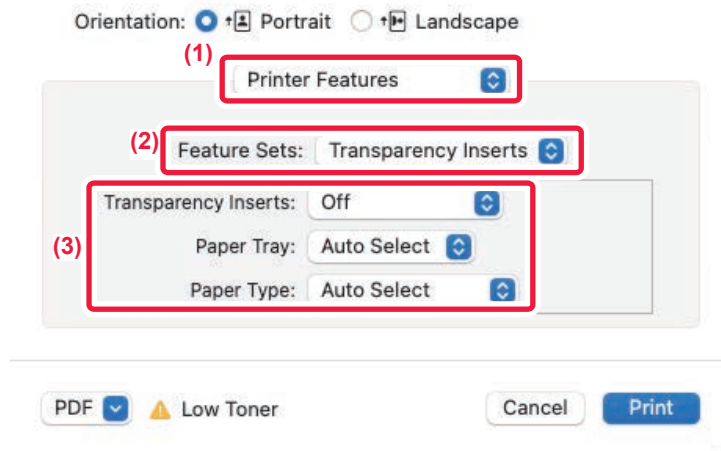 Orientation: Portrait Landscape
(1)
Printer Features
(2)
Feature Sets: Transparency Inserts
Transparency Inserts: Off
(3)
Paper Tray: Auto Select
Paper Type: Auto Select
PDF Low Toner Cancel Print